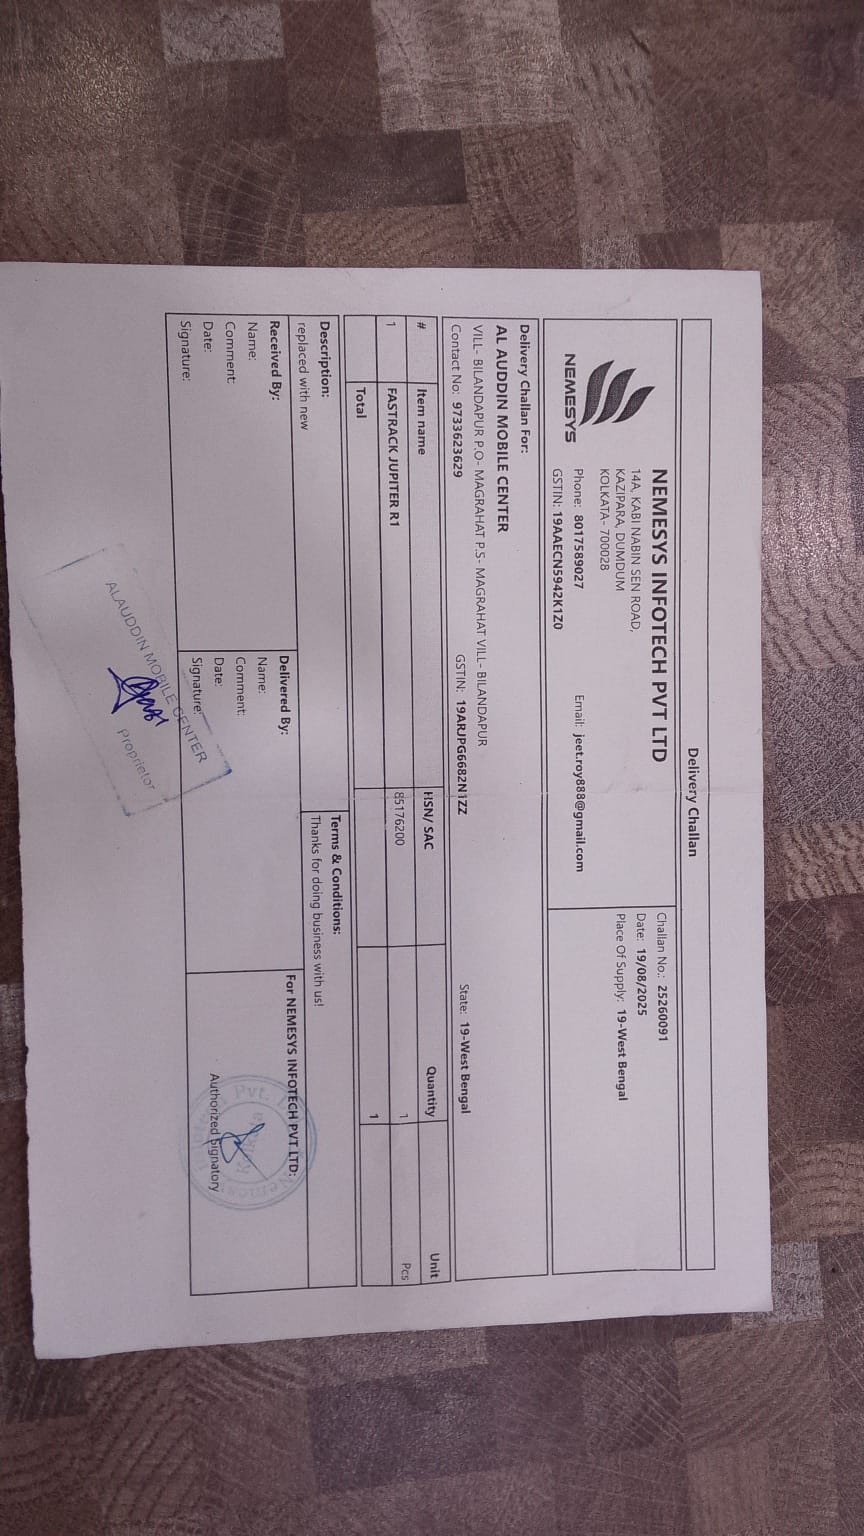 Delivery Challan
NEMESYS
NEMESYS INFOTECH PVT LTD
14A, KABI NABIN SEN ROAD,
KAZIPARA, DUMDUM
KOLKATA- 700028
Phone: 8017589027 Email: jeet.roy888@gmail.com
GSTIN: 19AAECN5942K1Z0
Challan No.: 25260091
Date: 19/08/2025
Place Of Supply: 19-West Bengal
Delivery Challan For:
AL AUDDIN MOBILE CENTER
VILL- BILANDAPUR P.O- MAGRAHAT P.S- MAGRAHAT VILL- BILANDAPUR
Contact No: 9733623629 GSTIN: 19ARJPG6682N1ZZ State: 19-West Bengal
# Item name HSN/ SAC Quantity Unit
1 FASTRACK JUPITER R1 85176200 1 Pcs
Total 1
Description:
replaced with new
Terms & Conditions:
Thanks for doing business with us!
Received By:
Name:
Comment:
Date:
Signature:
Delivered By:
Name:
Comment:
Date:
Signature:
For NEMESYS INFOTECH PVT LTD:
Authorized Signatory
ALAUDDIN MOBILE CENTER
Proprietor